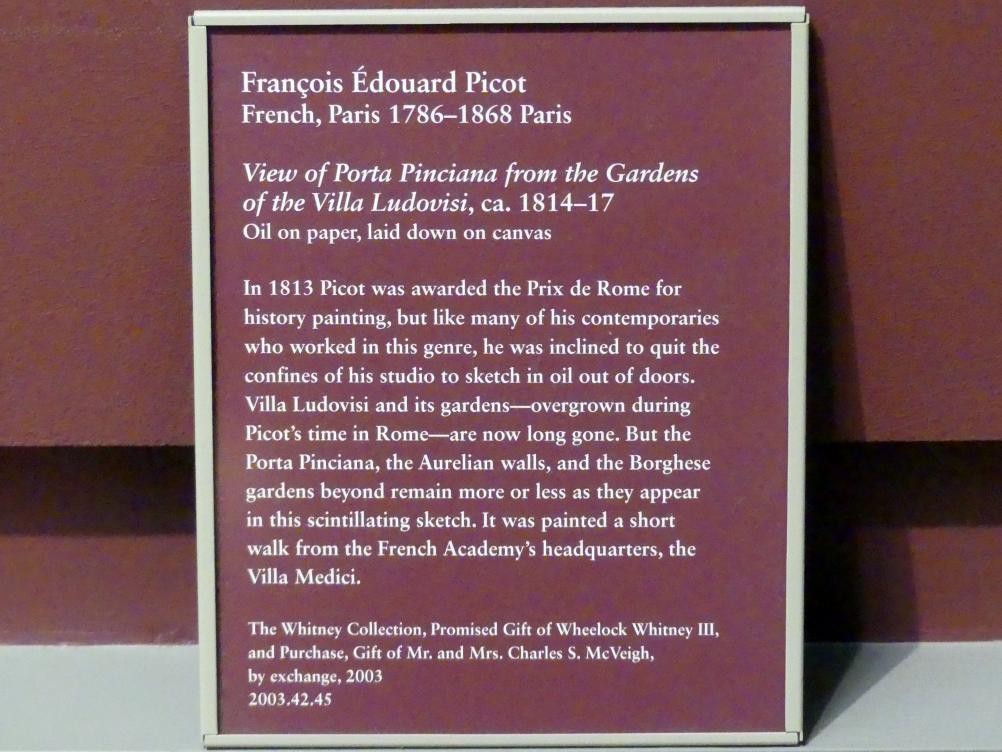 François Édouard Picot
French, Paris 1786–1868 Paris
View of Porta Pinciana from the Gardens
of the Villa Ludovisi, ca. 1814–17
Oil on paper, laid down on canvas
In 1813 Picot was awarded the Prix de Rome for
history painting, but like many of his contemporaries
who worked in this genre, he was inclined to quit the
confines of his studio to sketch in oil out of doors.
Villa Ludovisi and its gardens—overgrown during
Picot’s time in Rome—are now long gone. But the
Porta Pinciana, the Aurelian walls, and the Borghese
gardens beyond remain more or less as they appear
in this scintillating sketch. It was painted a short
walk from the French Academy’s headquarters, the
Villa Medici.
The Whitney Collection, Promised Gift of Wheelock Whitney III,
and Purchase, Gift of Mr. and Mrs. Charles S. McVeigh,
by exchange, 2003
2003.42.45